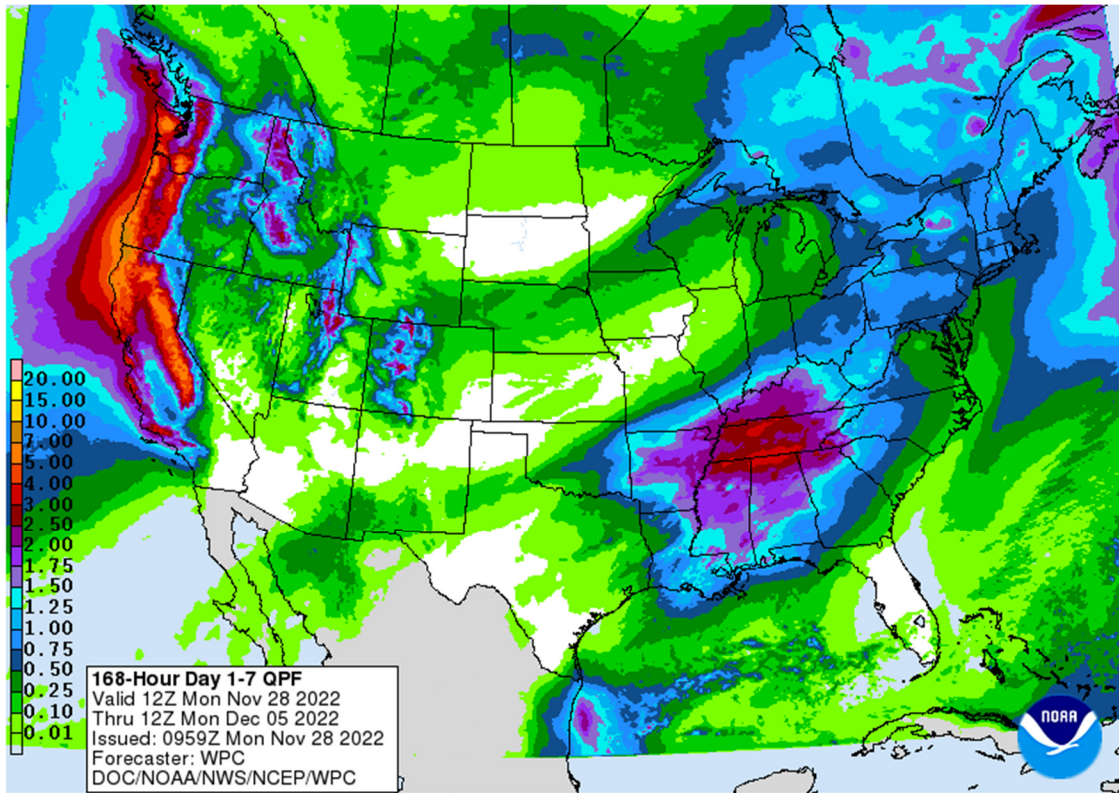 20.00
15.00
10.00
7.00
5.00
4.00
3.00
2.50
2.00
1.75
1.50
1.25
1.00
0.75
0.50
0.25
0.10
0.01
168-Hour Day 1-7 QPF
Valid 12Z Mon Nov 28 2022
Thru 12Z Mon Dec 05 2022
Issued: 0959Z Mon Nov 28 2022
Forecaster: WPC
DOC/NOAA/NWS/NCEP/WPC
NOAA